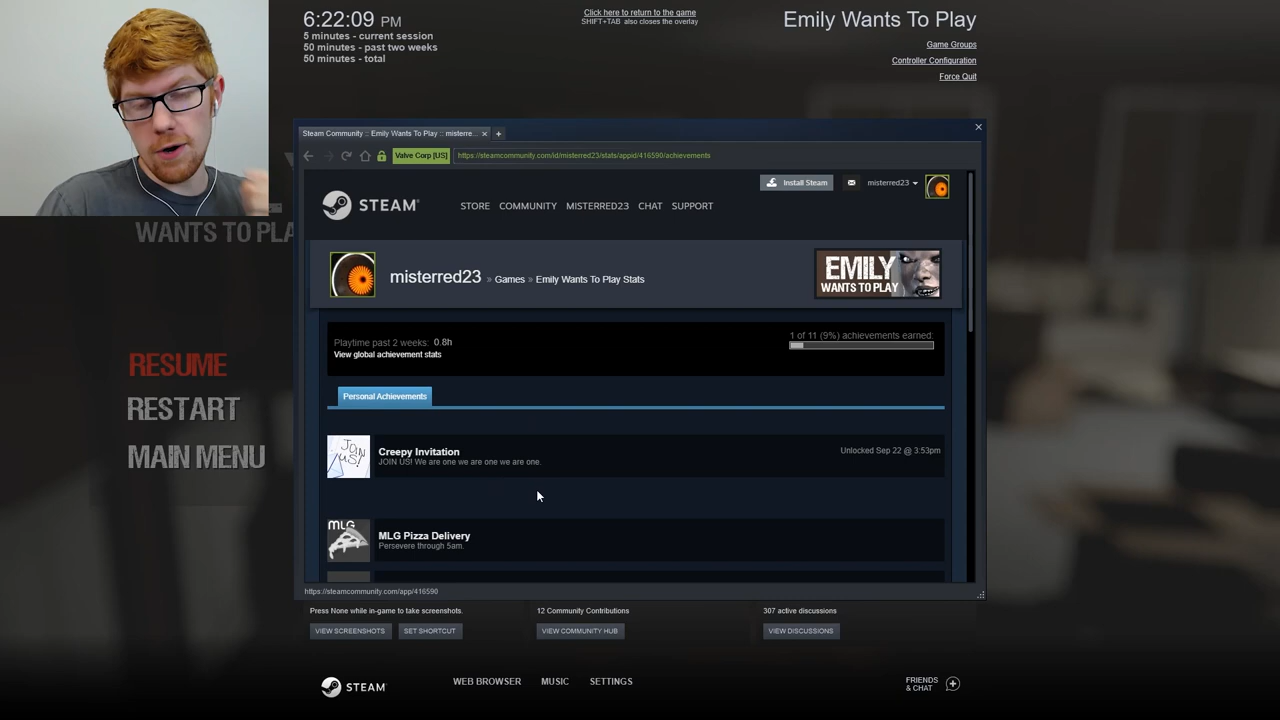 6:22:09 PM
5 minutes - current session
50 minutes - past two weeks
50 minutes - total
Click here to return to the game
SHIFT+TAB also closes the overlay
Emily Wants To Play
Game Groups
Controller Configuration
Force Quit
Steam Community :: Emily Wants To Play :: misterre...
Valve Corp [US]
https://steamcommunity.com/id/misterred23/stats/appid/416590/achievements
Install Steam
misterred23
STEAM
STORE
COMMUNITY
MISTERRED23
CHAT
SUPPORT
misterred23 » Games » Emily Wants To Play Stats
EMILY
WANTS TO PLAY
WANTS TO PLA
Playtime past 2 weeks: 0.8h
View global achievement stats
1 of 11 (9%) achievements earned:
Personal Achievements
RESUME
RESTART
MAIN MENU
JOIN
US!
Creepy Invitation
JOIN US! We are one we are one we are one.
Unlocked Sep 22 @ 3:53pm
MLG
MLG Pizza Delivery
Persevere through 5am.
https://steamcommunity.com/app/416590
Press None while in-game to take screenshots.
VIEW SCREENSHOTS
SET SHORTCUT
12 Community Contributions
VIEW COMMUNITY HUB
307 active discussions
VIEW DISCUSSIONS
STEAM
WEB BROWSER
MUSIC
SETTINGS
FRIENDS
& CHAT